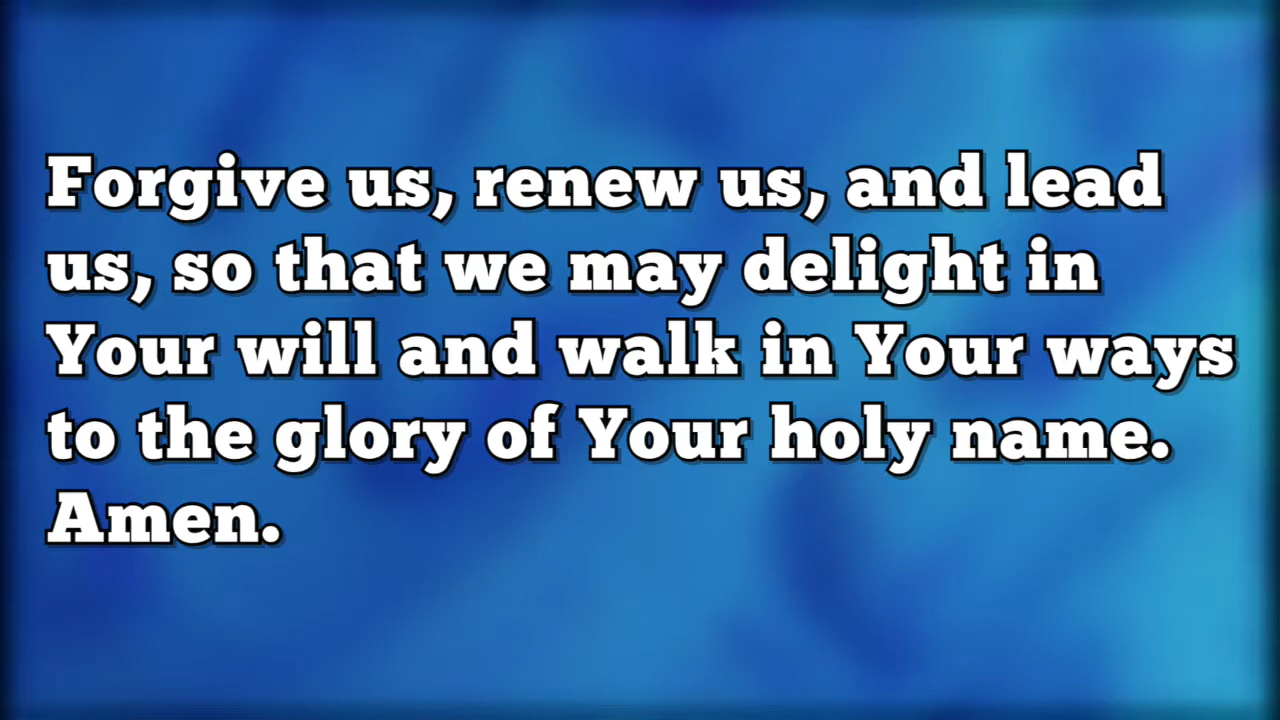 Forgive us, renew us, and lead
us, so that we may delight in
Your will and walk in Your ways
to the glory of Your holy name.
Amen.